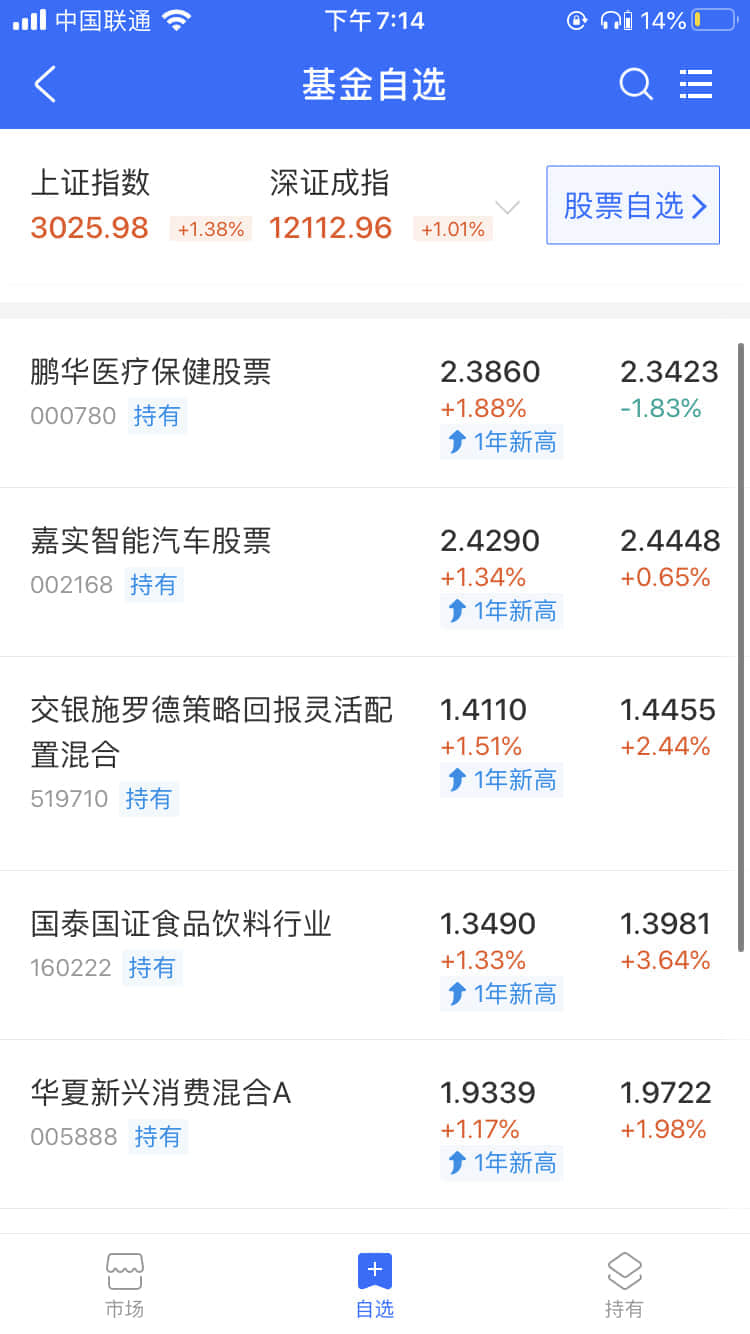 中国联通 下午7:14 14%
基金自选
上证指数 深证成指
3025.98 +1.38% 12112.96 +1.01% 股票自选
鹏华医疗保健股票 2.3860 2.3423
000780 持有 +1.88% -1.83%
1年新高
嘉实智能汽车股票 2.4290 2.4448
002168 持有 +1.34% +0.65%
1年新高
交银施罗德策略回报灵活配 1.4110 1.4455
置混合 +1.51% +2.44%
519710 持有 1年新高
国泰国证食品饮料行业 1.3490 1.3981
160222 持有 +1.33% +3.64%
1年新高
华夏新兴消费混合A 1.9339 1.9722
005888 持有 +1.17% +1.98%
1年新高
市场 自选 持有